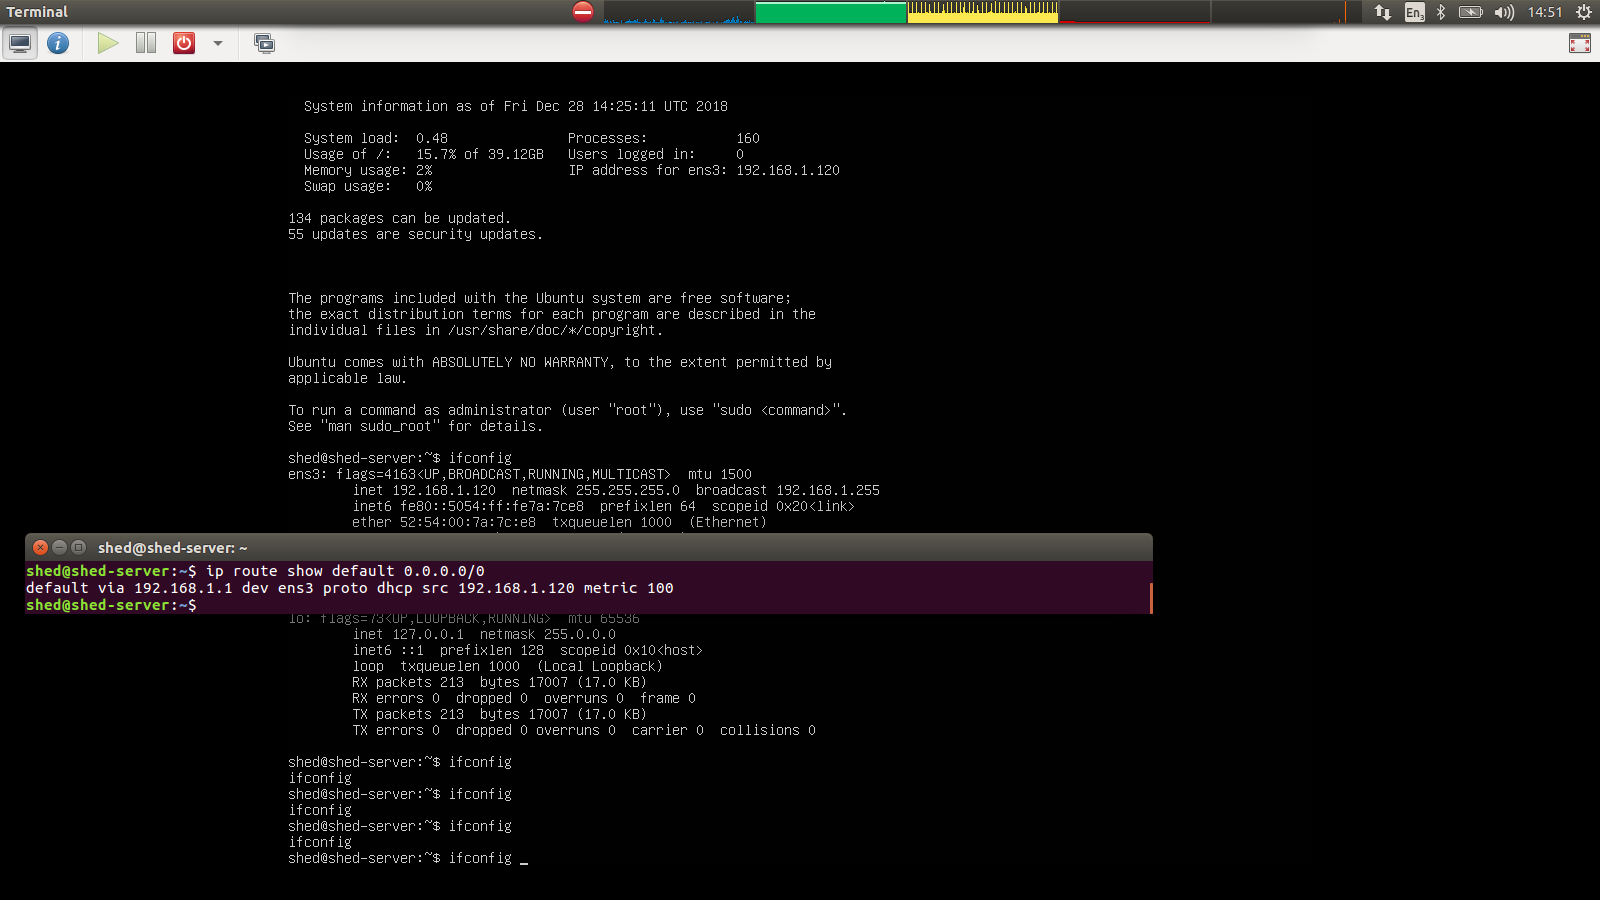 Terminal
En
14:51
System information as of Fri Dec 28 14:25:11 UTC 2018
System load:  0.48               Processes:           160
Usage of /:   15.7% of 39.12GB   Users logged in:     0
Memory usage: 2%                 IP address for ens3: 192.168.1.120
Swap usage:   0%
134 packages can be updated.
55 updates are security updates.
The programs included with the Ubuntu system are free software;
the exact distribution terms for each program are described in the
individual files in /usr/share/doc/*/copyright.
Ubuntu comes with ABSOLUTELY NO WARRANTY, to the extent permitted by
applicable law.
To run a command as administrator (user "root"), use "sudo <command>".
See "man sudo_root" for details.
shed@shed-server:~$ ifconfig
ens3: flags=4163<UP,BROADCAST,RUNNING,MULTICAST>  mtu 1500
inet 192.168.1.120  netmask 255.255.255.0  broadcast 192.168.1.255
inet6 fe80::5054:ff:fe7a:7ce8  prefixlen 64  scopeid 0x20<link>
ether 52:54:00:7a:7c:e8  txqueuelen 1000  (Ethernet)
shed@shed-server: ~
shed@shed-server:~$ ip route show default 0.0.0.0/0
default via 192.168.1.1 dev ens3 proto dhcp src 192.168.1.120 metric 100
shed@shed-server:~$
lo: flags=73<UP,LOOPBACK,RUNNING>  mtu 65536
inet 127.0.0.1  netmask 255.0.0.0
inet6 ::1  prefixlen 128  scopeid 0x10<host>
loop  txqueuelen 1000  (Local Loopback)
RX packets 213  bytes 17007 (17.0 KB)
RX errors 0  dropped 0  overruns 0  frame 0
TX packets 213  bytes 17007 (17.0 KB)
TX errors 0  dropped 0 overruns 0  carrier 0  collisions 0
shed@shed-server:~$ ifconfig
ifconfig
shed@shed-server:~$ ifconfig
ifconfig
shed@shed-server:~$ ifconfig
ifconfig
shed@shed-server:~$ ifconfig _